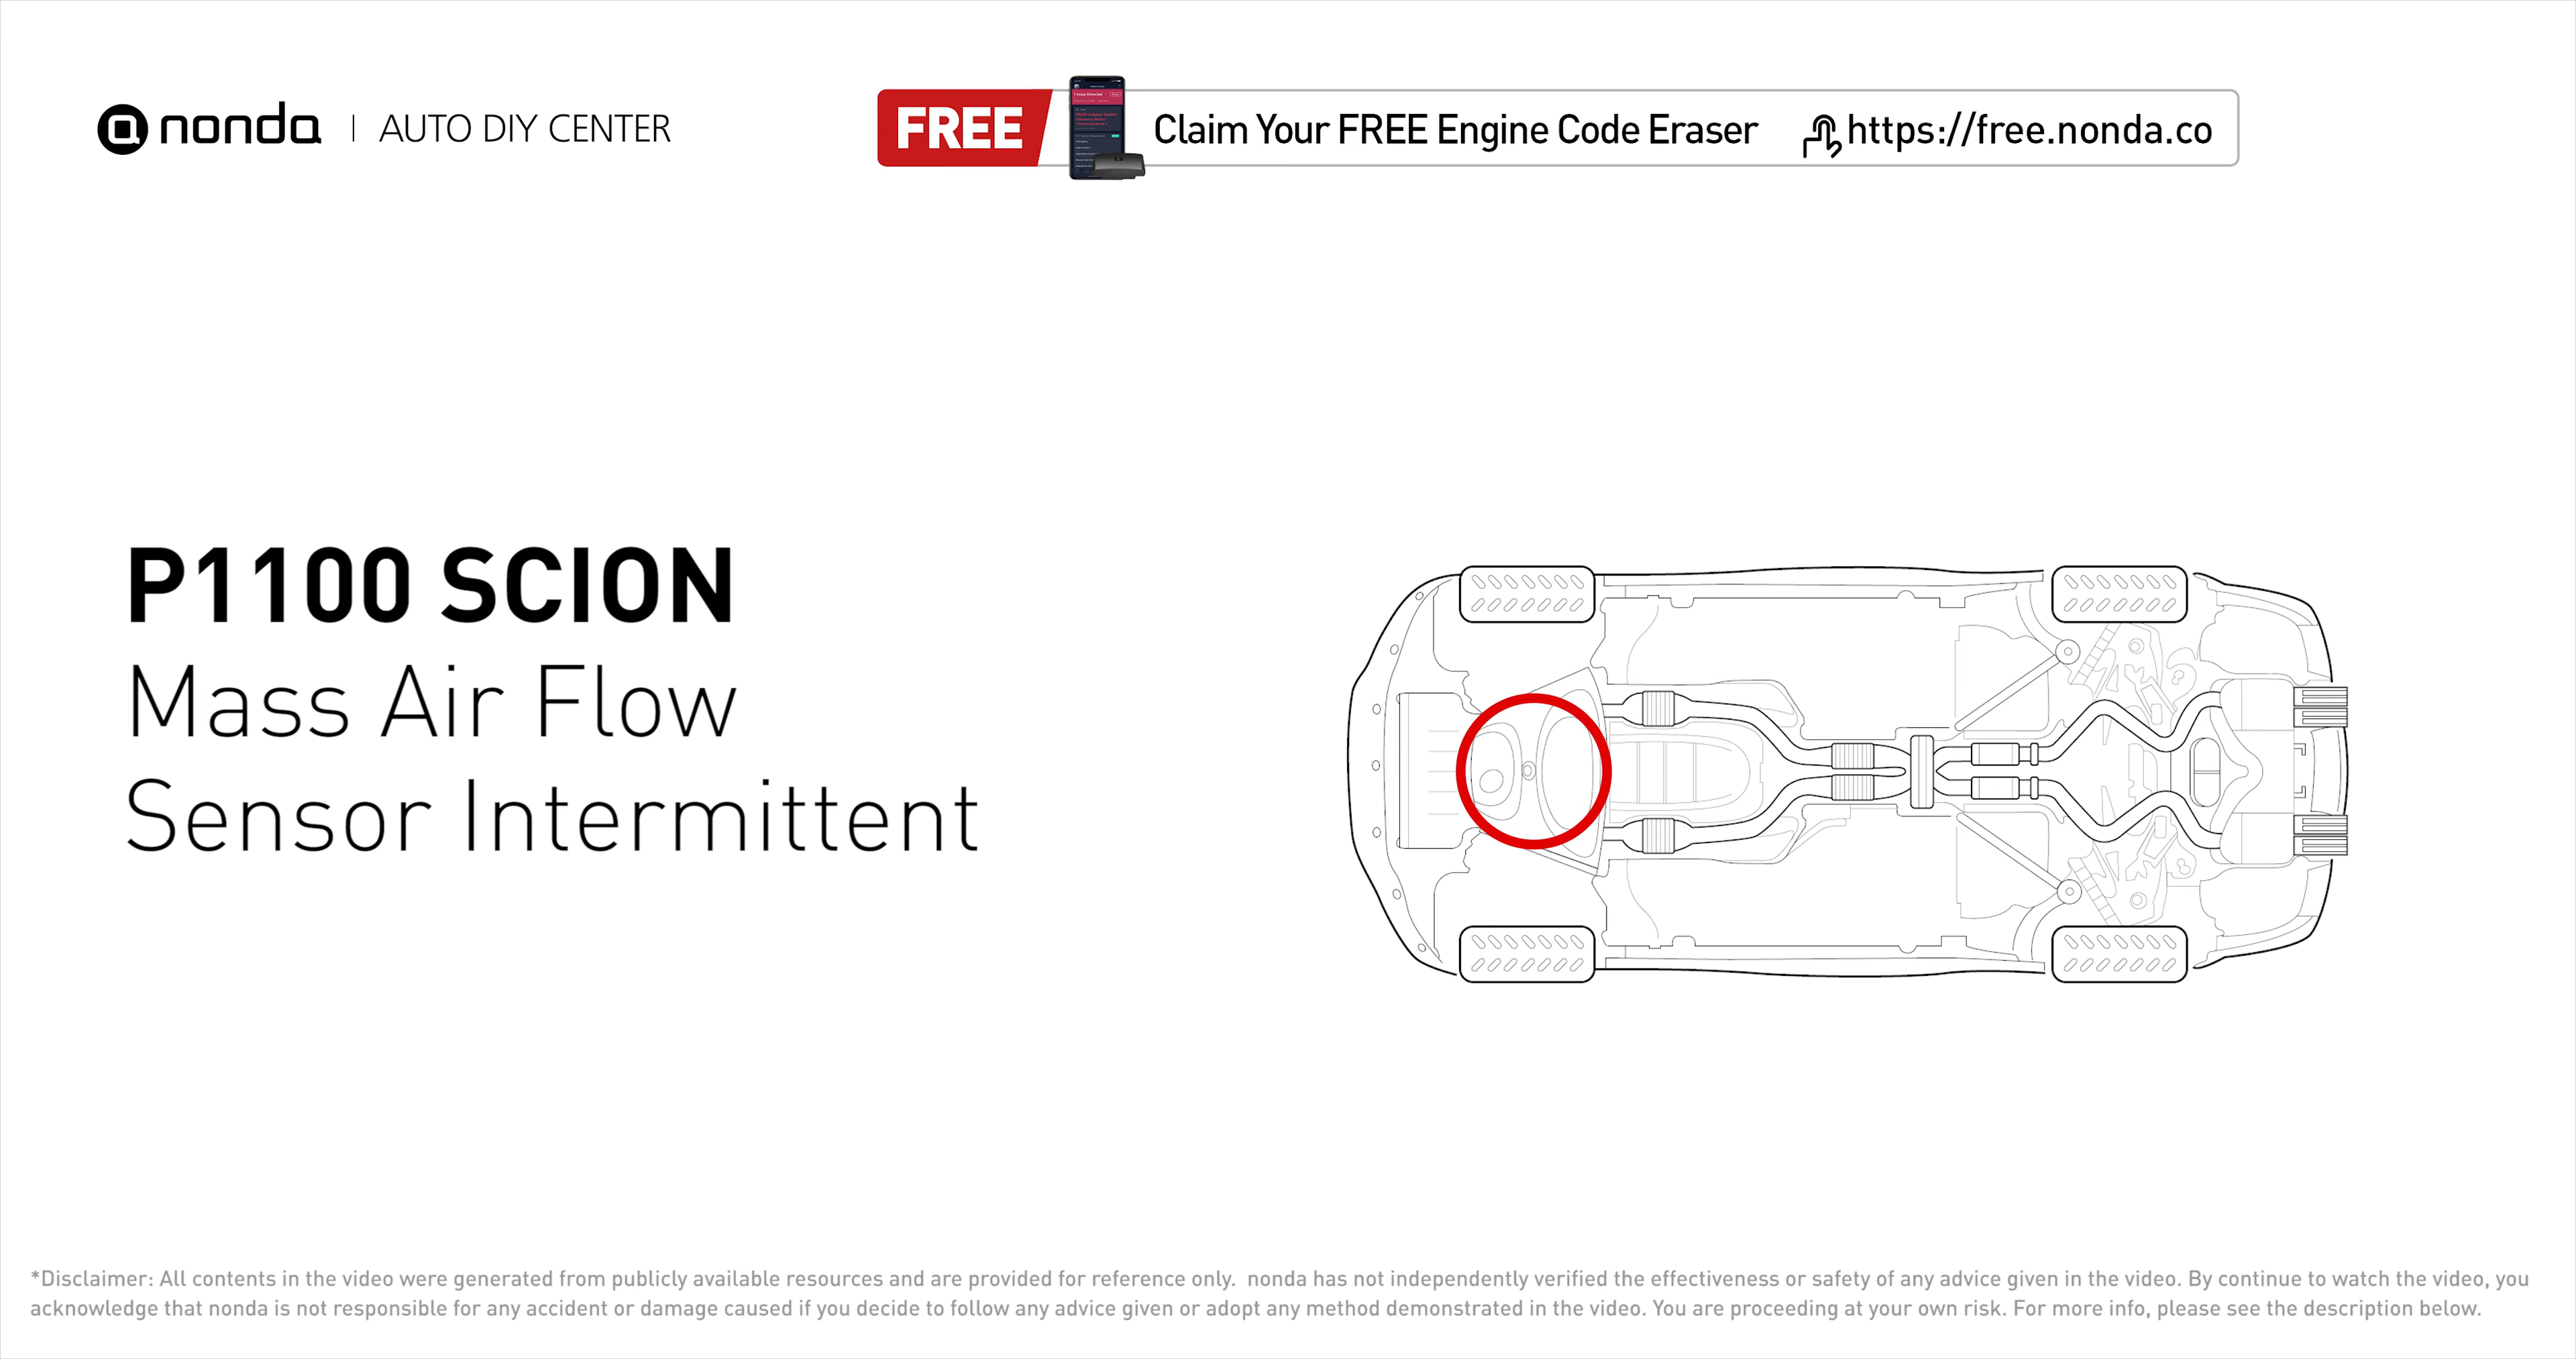 nonda | AUTO DIY CENTER
FREE Claim Your FREE Engine Code Eraser https://free.nonda.co
P1100 SCION
Mass Air Flow
Sensor Intermittent
*Disclaimer: All contents in the video were generated from publicly available resources and are provided for reference only. nonda has not independently verified the effectiveness or safety of any advice given in the video. By continue to watch the video, you
acknowledge that nonda is not responsible for any accident or damage caused if you decide to follow any advice given or adopt any method demonstrated in the video. You are proceeding at your own risk. For more info, please see the description below.